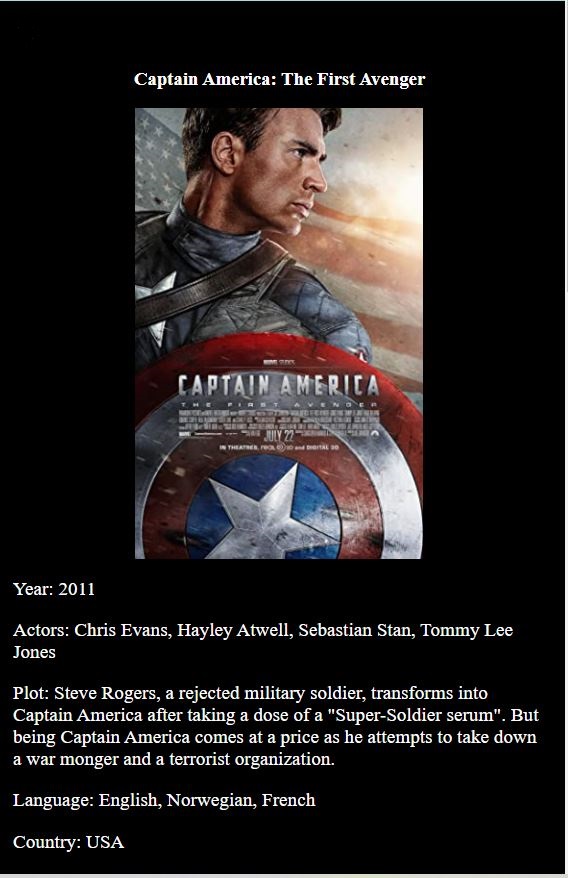 Captain America: The First Avenger
MARVEL STUDIOS
CAPTAIN AMERICA
THE FIRST AVENGER
JULY 22
IN THEATRES, REAL D 3D and DIGITAL 3D
Year: 2011
Actors: Chris Evans, Hayley Atwell, Sebastian Stan, Tommy Lee
Jones
Plot: Steve Rogers, a rejected military soldier, transforms into
Captain America after taking a dose of a "Super-Soldier serum". But
being Captain America comes at a price as he attempts to take down
a war monger and a terrorist organization.
Language: English, Norwegian, French
Country: USA